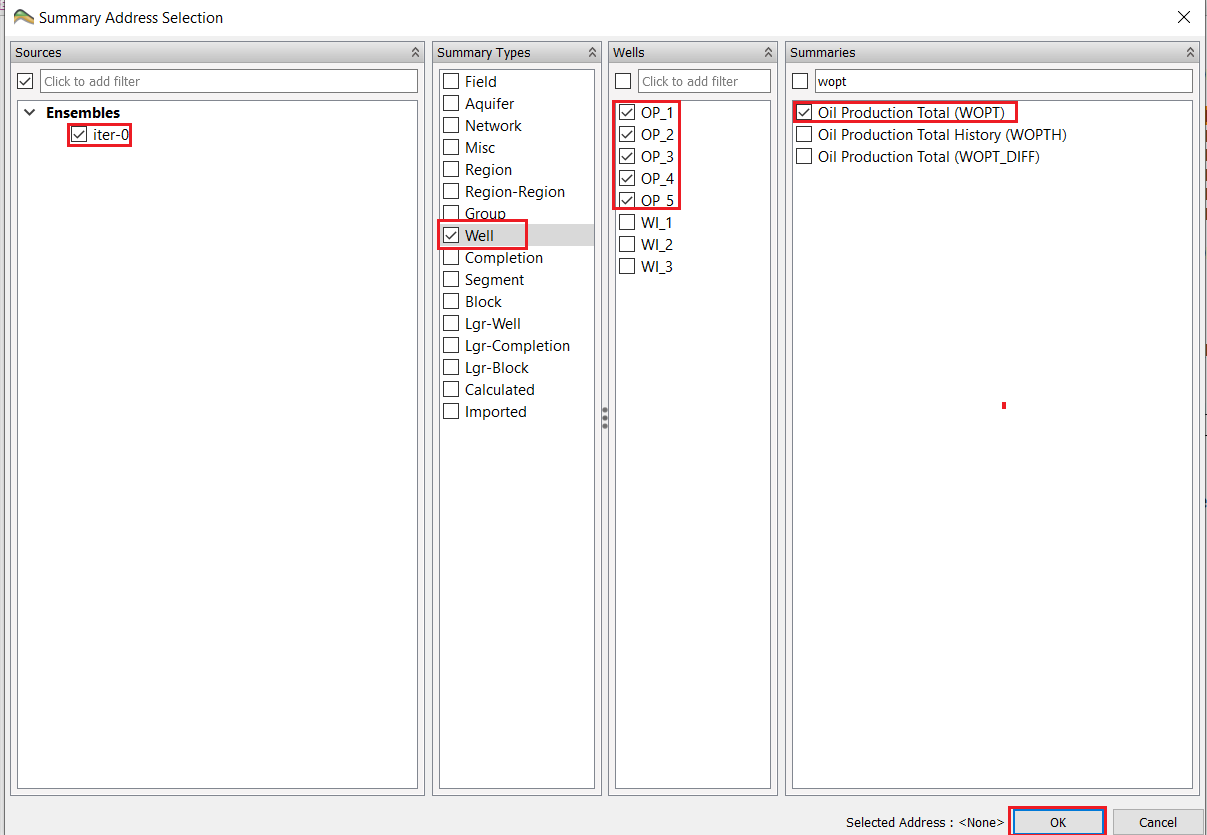 Summary Address Selection
Sources
Click to add filter
Ensembles
iter-0
Summary Types
Field
Aquifer
Network
Misc
Region
Region-Region
Group
Well
Completion
Segment
Block
Lgr-Well
Lgr-Completion
Lgr-Block
Calculated
Imported
Wells
Click to add filter
OP_1
OP_2
OP_3
OP_4
OP_5
WI_1
WI_2
WI_3
Summaries
wopt
Oil Production Total (WOPT)
Oil Production Total History (WOPTH)
Oil Production Total (WOPT_DIFF)
Selected Address : <None>
OK
Cancel